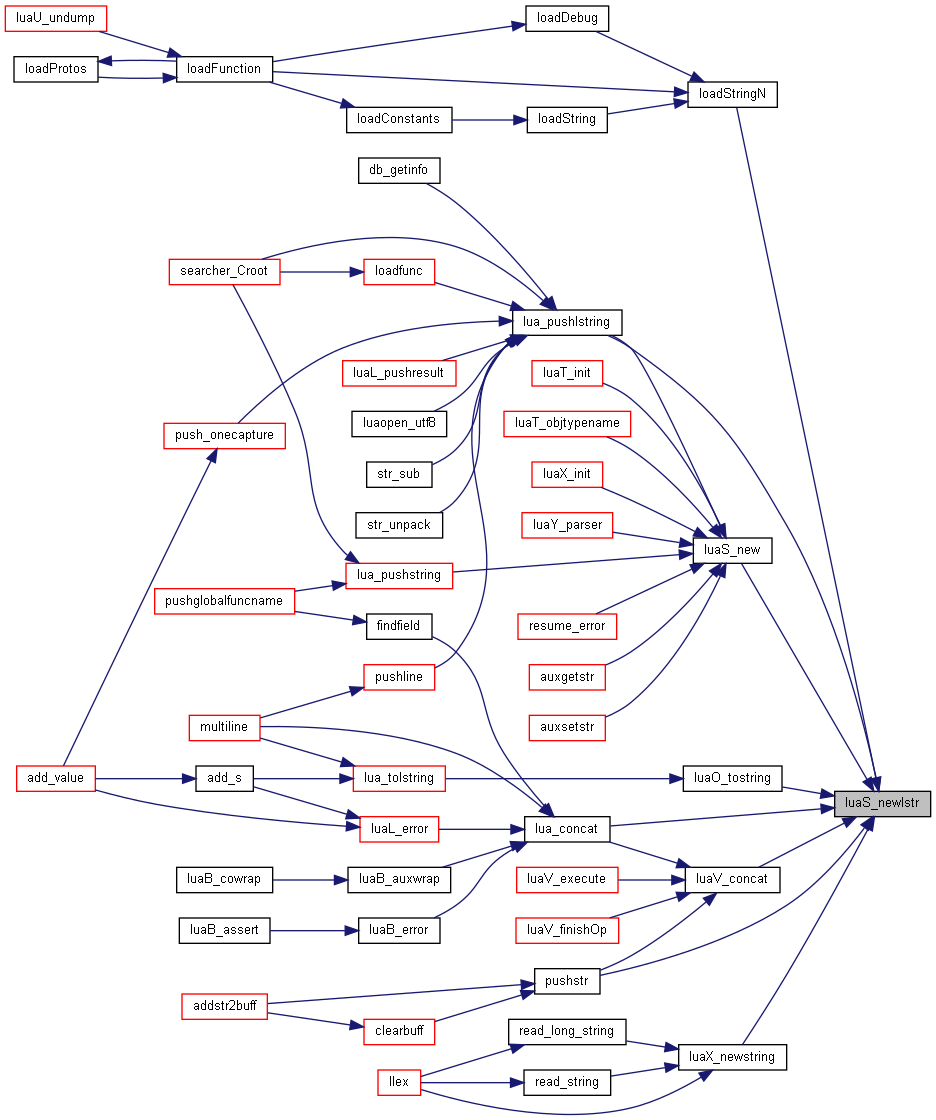 luaU_undump
loadDebug
loadProtos
loadFunction
loadStringN
loadConstants
loadString
db_getinfo
searcher_Croot
loadfunc
lua_pushlstring
luaL_pushresult
luaT_init
luaopen_utf8
luaT_objtypename
push_onecapture
str_sub
luaX_init
str_unpack
luaY_parser
luaS_new
lua_pushstring
pushglobalfuncname
findfield
resume_error
pushline
auxgetstr
multiline
auxsetstr
add_value
add_s
lua_tolstring
luaO_tostring
luaS_newlstr
luaL_error
lua_concat
luaB_cowrap
luaB_auxwrap
luaV_execute
luaV_concat
luaB_assert
luaB_error
luaV_finishOp
pushstr
addstr2buff
clearbuff
read_long_string
luaX_newstring
llex
read_string